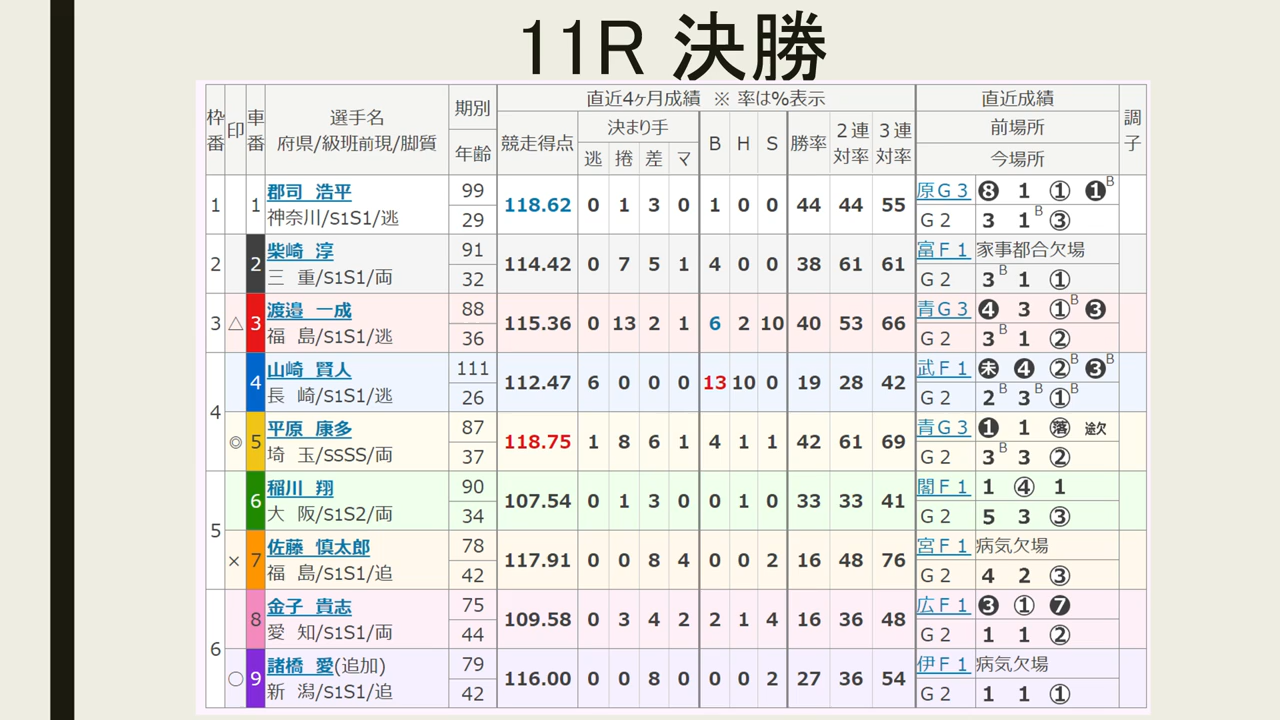 11R 決勝
枠番 印 車番 選手名 府県/級班前現/脚質 期別 年齢 直近4ヶ月成績 ※ 率は%表示 直近成績 調子
競走得点 決まり手 B H S 勝率 2連対率 3連対率 前場所
逃 捲 差 マ 今場所
1 1 郡司 浩平 99 118.62 0 1 3 0 1 0 0 44 44 55 原G3 ❽ 1 ① ❶B
神奈川/S1S1/逃 29 G2 3 1B ③
2 2 柴崎 淳 91 114.42 0 7 5 1 4 0 0 38 61 61 富F1 家事都合欠場
三 重/S1S1/両 32 G2 3B 1 ①
3 △ 3 渡邉 一成 88 115.36 0 13 2 1 6 2 10 40 53 66 青G3 ❹ 3 ①B ❸
福 島/S1S1/逃 36 G2 3B 1 ②
4 4 山崎 賢人 111 112.47 6 0 0 0 13 10 0 19 28 42 武F1 未 ❹ ②B ❸B
長 崎/S1S1/逃 26 G2 2B 3B ①B
◎ 5 平原 康多 87 118.75 1 8 6 1 4 1 1 42 61 69 青G3 ❶ 1 落 途欠
埼 玉/SSSS/両 37 G2 3B 3 ②
5 6 稲川 翔 90 107.54 0 1 3 0 0 1 0 33 33 41 閣F1 1 ④ 1
大 阪/S1S2/両 34 G2 5 3 ③
× 7 佐藤 慎太郎 78 117.91 0 0 8 4 0 0 2 16 48 76 宮F1 病気欠場
福 島/S1S1/追 42 G2 4 2 ③
6 8 金子 貴志 75 109.58 0 3 4 2 2 1 4 16 36 48 広F1 ❸ ① ❼
愛 知/S1S1/両 44 G2 1 1 ②
○ 9 諸橋 愛(追加) 79 116.00 0 0 8 0 0 0 2 27 36 54 伊F1 病気欠場
新 潟/S1S1/追 42 G2 1 1 ①